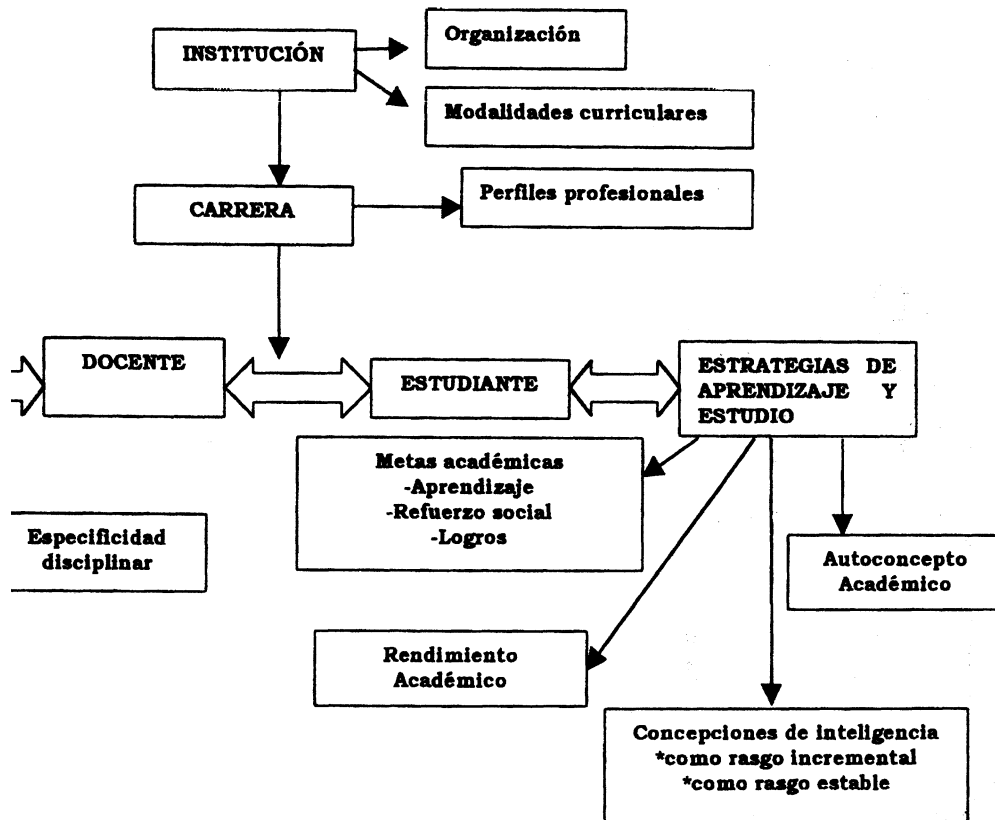 Organización
INSTITUCIÓN
Modalidades curriculares
Perfiles profesionales
CARRERA
DOCENTE
ESTUDIANTE
ESTRATEGIAS DE
APRENDIZAJE Y
ESTUDIO
Metas académicas
-Aprendizaje
-Refuerzo social
-Logros
Especificidad
disciplinar
Autoconcepto
Académico
Rendimiento
Académico
Concepciones de inteligencia
*como rasgo incremental
*como rasgo estable